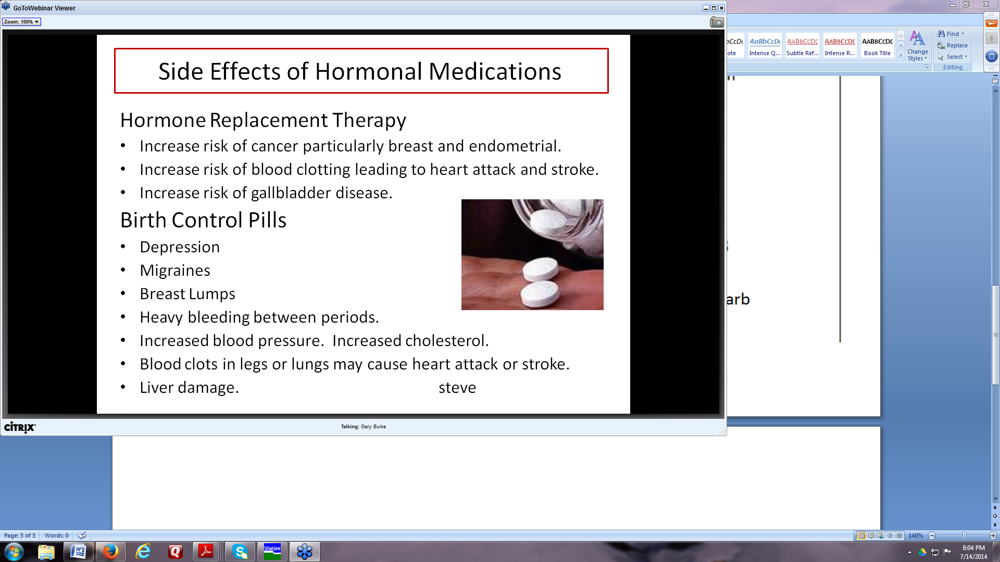 GoToWebinar Viewer
Zoom: 100%
Side Effects of Hormonal Medications
Hormone Replacement Therapy
• Increase risk of cancer particularly breast and endometrial.
• Increase risk of blood clotting leading to heart attack and stroke.
• Increase risk of gallbladder disease.
Birth Control Pills
• Depression
• Migraines
• Breast Lumps
• Heavy bleeding between periods.
• Increased blood pressure.  Increased cholesterol.
• Blood clots in legs or lungs may cause heart attack or stroke.
• Liver damage.
steve
CITRIX
Talking: Gary Burke
AaBbCcDc AABBCCDD AABBCCDD AABBCCDD
ote Intense Q... Subtle Ref... Intense R... Book Title
Change Styles
Find
Replace
Select
Editing
arb
Page: 3 of 3 Words: 0
140%
Shaklee
8:04 PM
7/14/2014